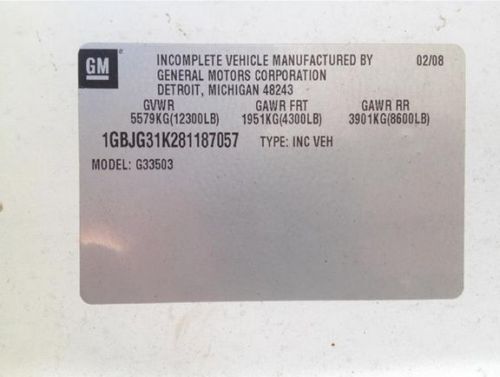 GM
INCOMPLETE VEHICLE MANUFACTURED BY 02/08
GENERAL MOTORS CORPORATION
DETROIT, MICHIGAN 48243
GVWR GAWR FRT GAWR RR
5579KG(12300LB) 1951KG(4300LB) 3901KG(8600LB)
1GBJG31K281187057 TYPE: INC VEH
MODEL: G33503